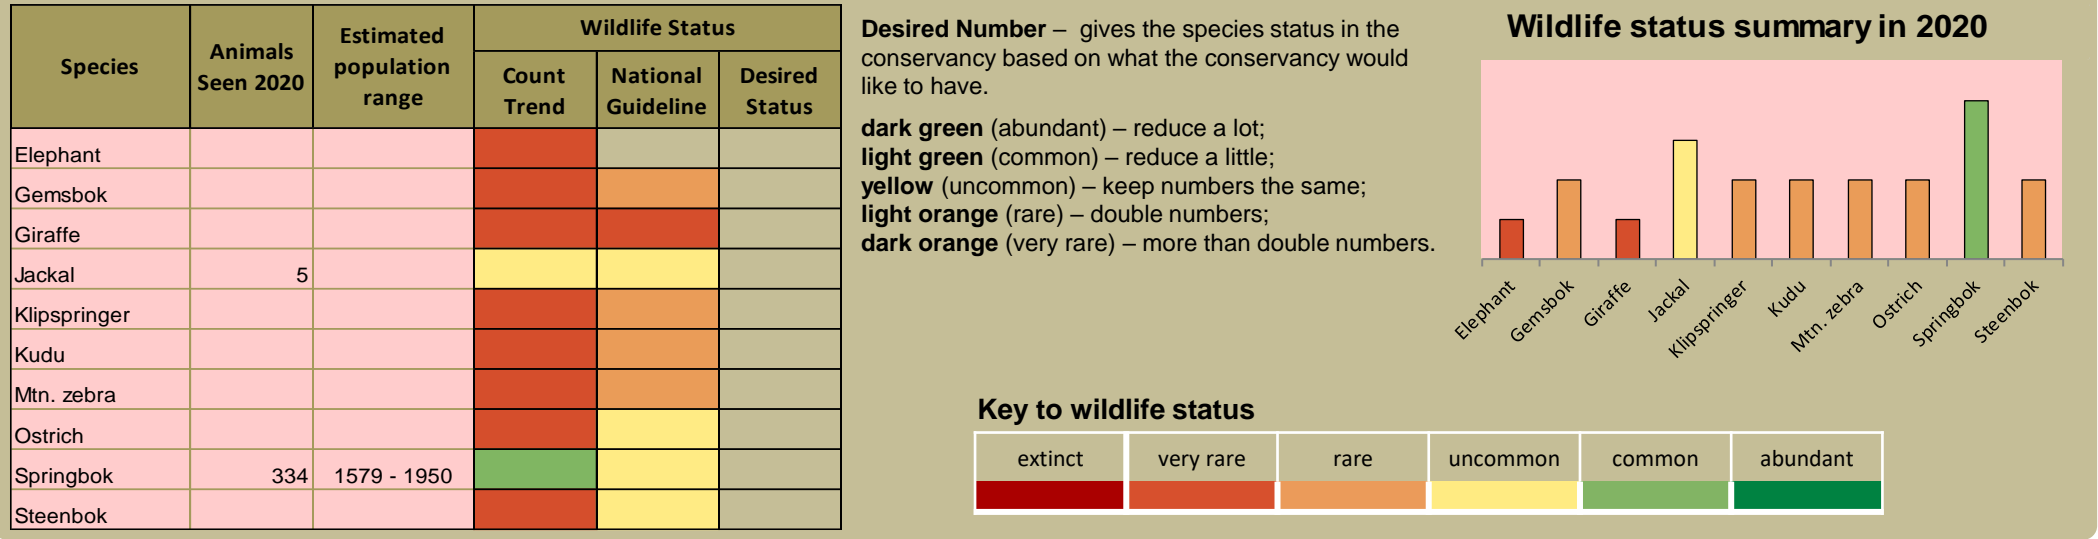 Species
Animals
Seen 2020
Estimated
population
range
Wildlife Status
Count
Trend
National
Guideline
Desired
Status
Elephant
Gemsbok
Giraffe
Jackal 5
Klipspringer
Kudu
Mtn. zebra
Ostrich
Springbok 334 1579 - 1950
Steenbok
Desired Number – gives the species status in the
conservancy based on what the conservancy would
like to have.
dark green (abundant) – reduce a lot;
light green (common) – reduce a little;
yellow (uncommon) – keep numbers the same;
light orange (rare) – double numbers;
dark orange (very rare) – more than double numbers.
Wildlife status summary in 2020
Elephant
Gemsbok
Giraffe
Jackal
Klipspringer
Kudu
Mtn. zebra
Ostrich
Springbok
Steenbok
Key to wildlife status
extinct very rare rare uncommon common abundant